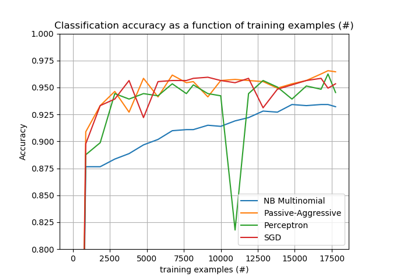 Classification accuracy as a function of training examples (#)
1.000
0.975
0.950
0.925
0.900
0.875
0.850
0.825
0.800
Accuracy
NB Multinomial
Passive-Aggressive
Perceptron
SGD
0 2500 5000 7500 10000 12500 15000 17500
training examples (#)